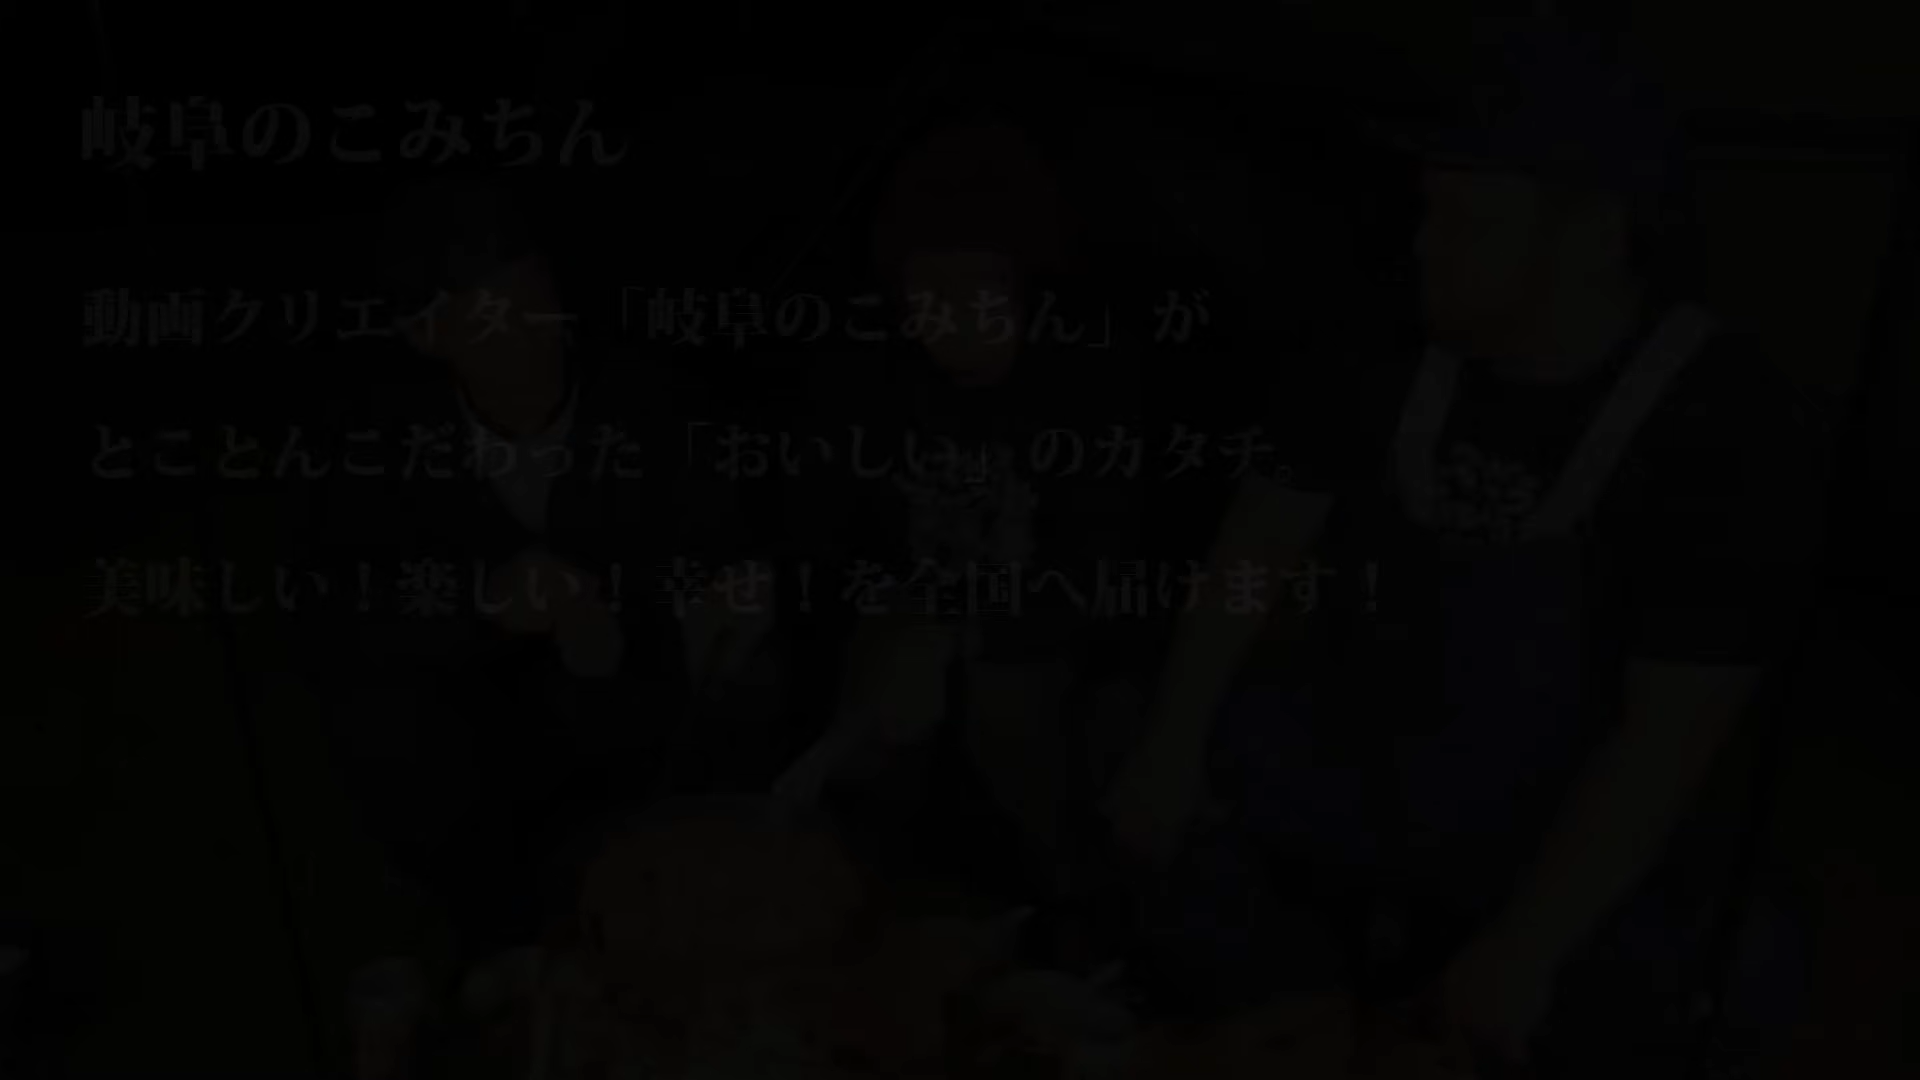 岐阜のこみちん
動画クリエイター「岐阜のこみちん」が
とことんこだわった「おいしい」のカタチ。
美味しい！楽しい！幸せ！を全国へ届けます！